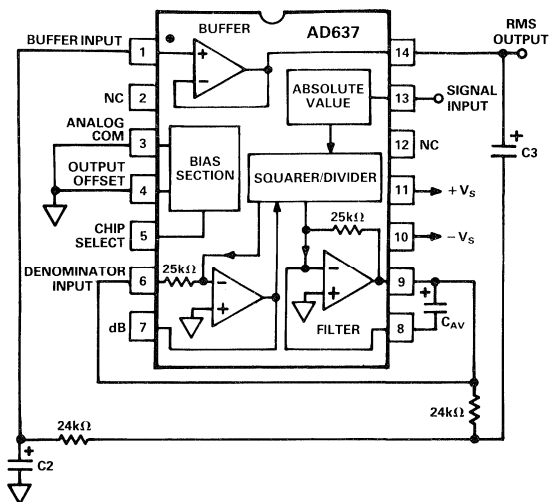 BUFFER
AD637
RMS
OUTPUT
BUFFER INPUT
1
+
−
14
ABSOLUTE
VALUE
NC
2
13
SIGNAL
INPUT
ANALOG
COM
3
12
NC
+
C3
BIAS
SECTION
SQUARER/DIVIDER
OUTPUT
OFFSET
4
11
+VS
CHIP
SELECT
5
25kΩ
10
−VS
DENOMINATOR
INPUT
6
25kΩ
−
+
−
+
9
+
CAV
dB
7
FILTER
8
24kΩ
24kΩ
+
C2